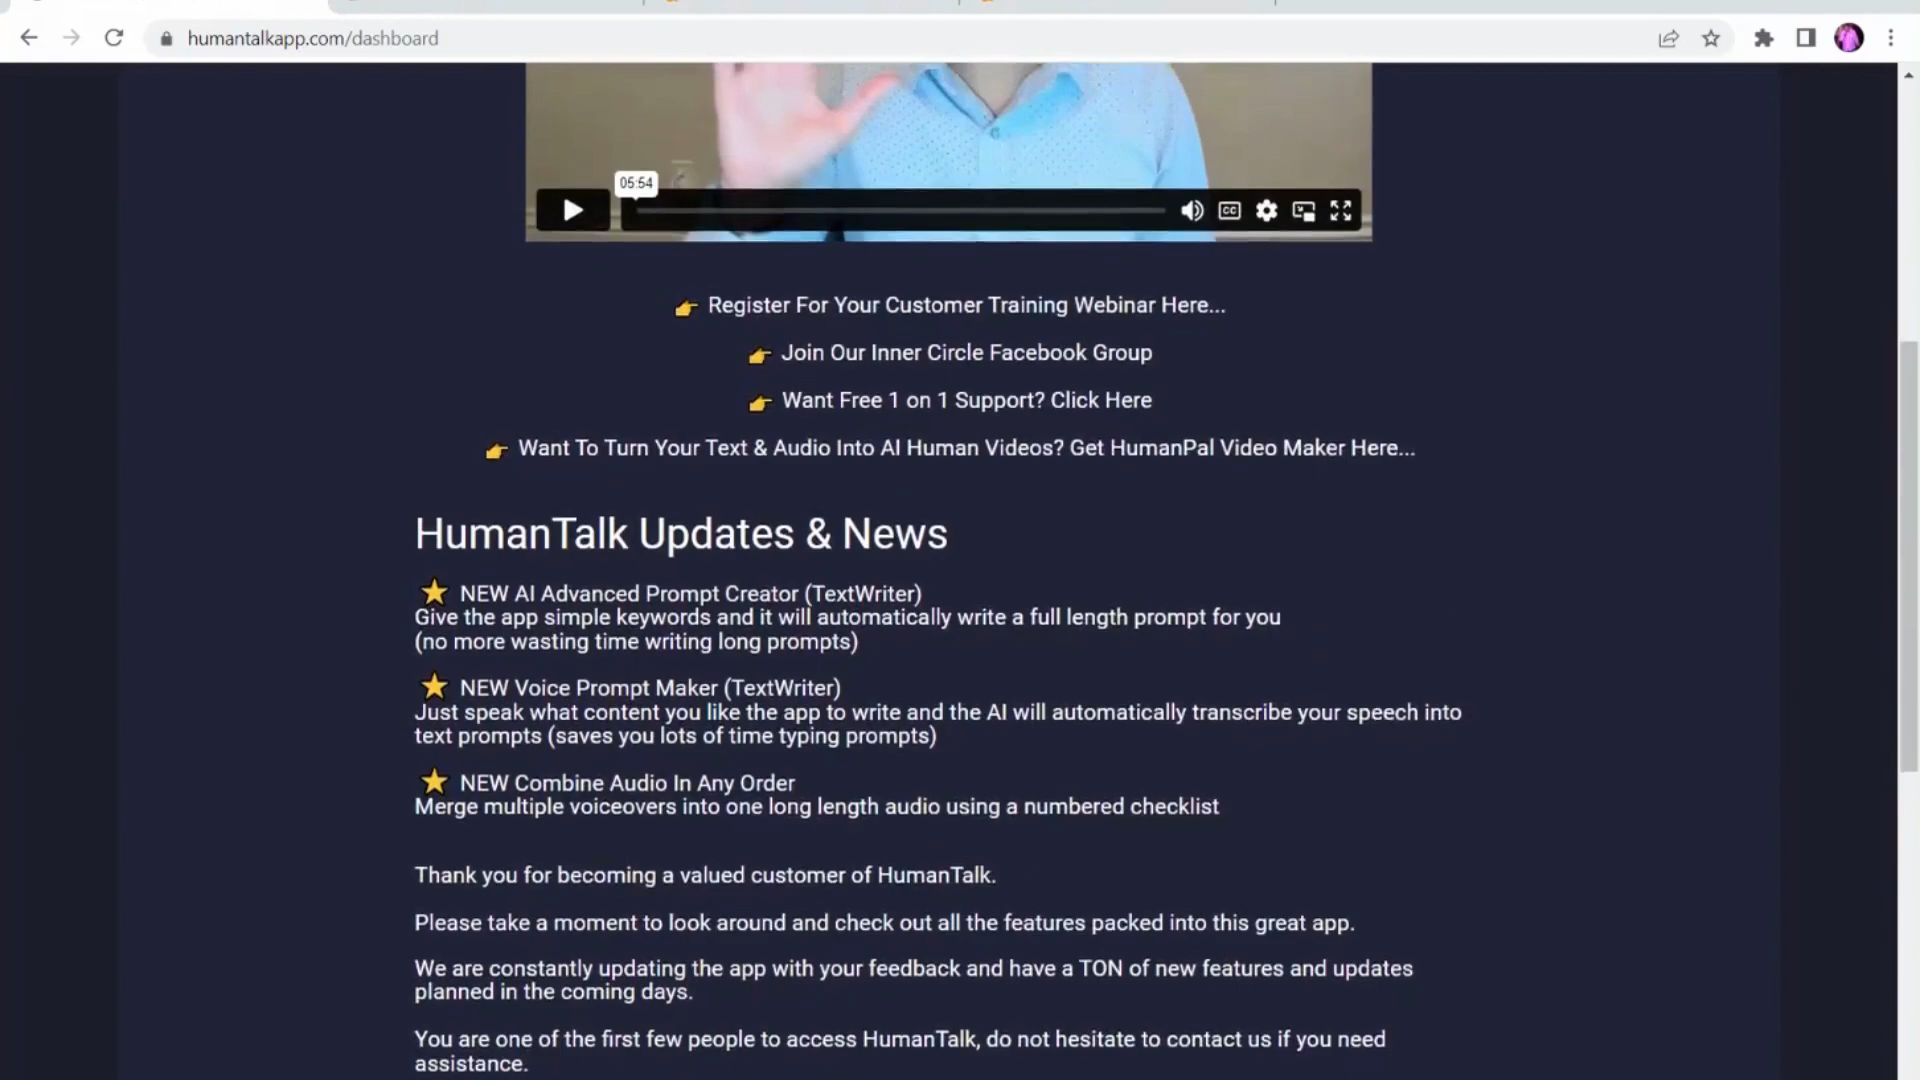 humantalkapp.com/dashboard
05:54
CC
Register For Your Customer Training Webinar Here...
Join Our Inner Circle Facebook Group
Want Free 1 on 1 Support? Click Here
Want To Turn Your Text & Audio Into AI Human Videos? Get HumanPal Video Maker Here...
HumanTalk Updates & News
NEW AI Advanced Prompt Creator (TextWriter)
Give the app simple keywords and it will automatically write a full length prompt for you
(no more wasting time writing long prompts)
NEW Voice Prompt Maker (TextWriter)
Just speak what content you like the app to write and the AI will automatically transcribe your speech into
text prompts (saves you lots of time typing prompts)
NEW Combine Audio In Any Order
Merge multiple voiceovers into one long length audio using a numbered checklist
Thank you for becoming a valued customer of HumanTalk.
Please take a moment to look around and check out all the features packed into this great app.
We are constantly updating the app with your feedback and have a TON of new features and updates
planned in the coming days.
You are one of the first few people to access HumanTalk, do not hesitate to contact us if you need
assistance.